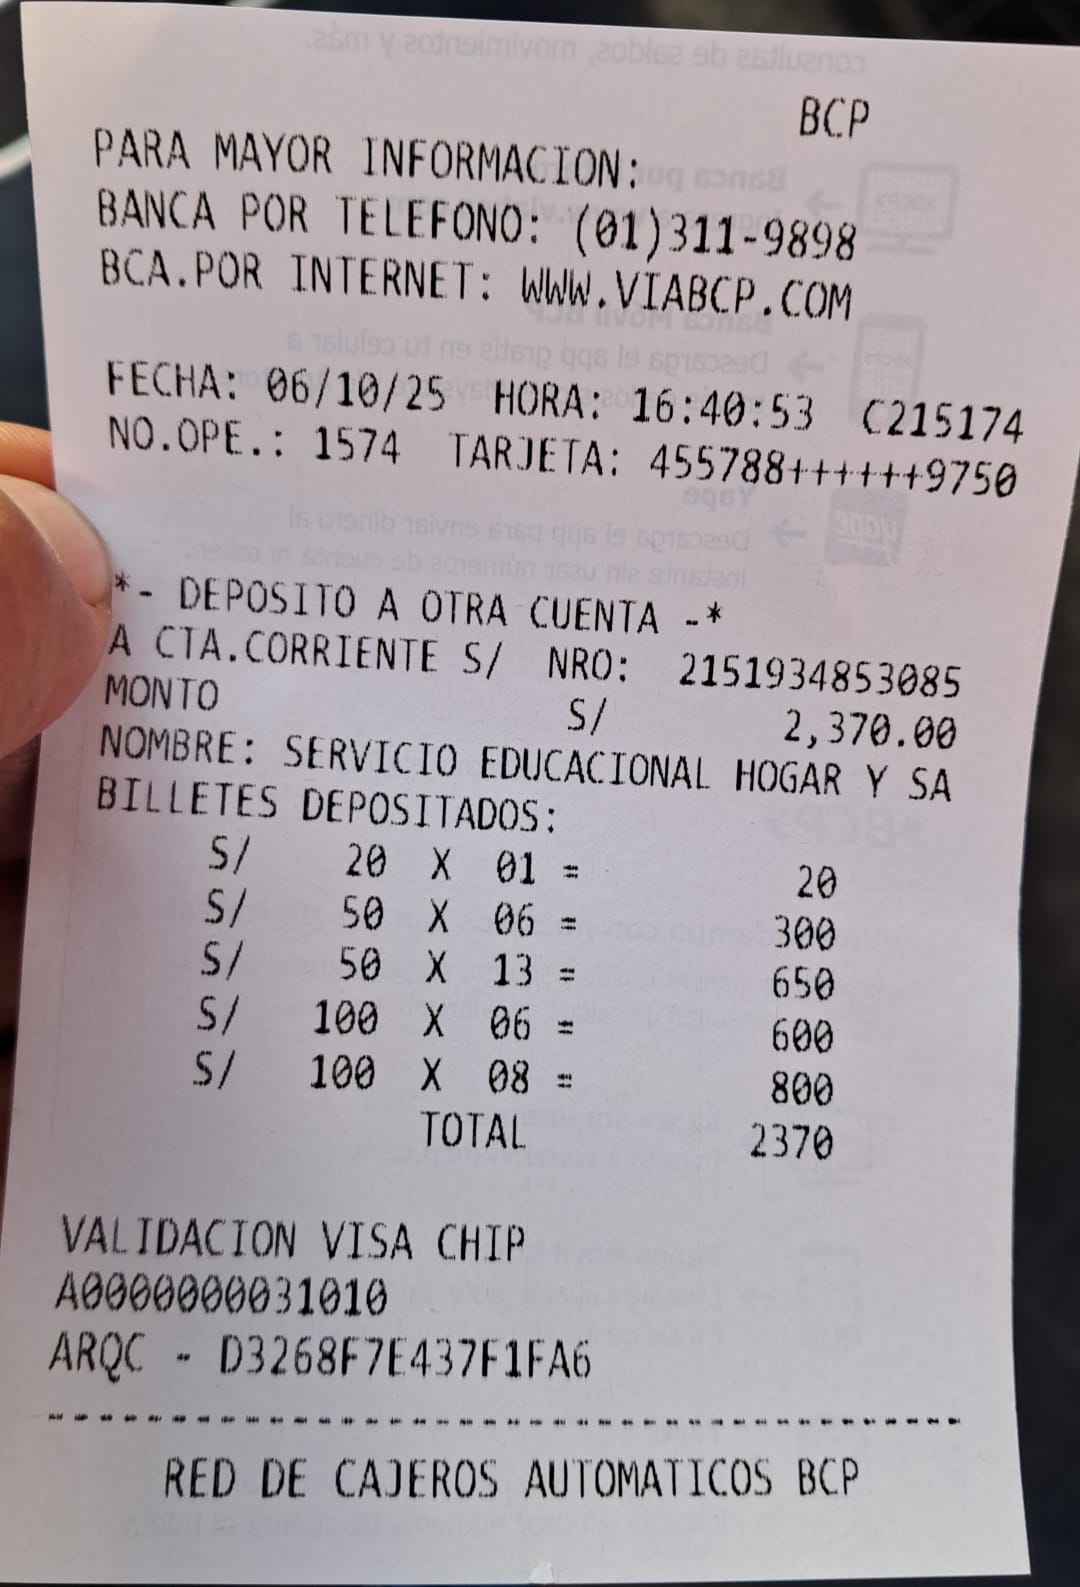 BCP
PARA MAYOR INFORMACION:
BANCA POR TELEFONO: (01)311-9898
BCA.POR INTERNET: WWW.VIABCP.COM
FECHA: 06/10/25 HORA: 16:40:53 C215174
NO.OPE.: 1574 TARJETA: 455788++++++9750
*- DEPOSITO A OTRA CUENTA -*
A CTA.CORRIENTE S/ NRO: 2151934853085
MONTO S/ 2,370.00
NOMBRE: SERVICIO EDUCACIONAL HOGAR Y SA
BILLETES DEPOSITADOS:
S/ 20 X 01 = 20
S/ 50 X 06 = 300
S/ 50 X 13 = 650
S/ 100 X 06 = 600
S/ 100 X 08 = 800
TOTAL 2370
VALIDACION VISA CHIP
A0000000031010
ARQC - D3268F7E437F1FA6
RED DE CAJEROS AUTOMATICOS BCP